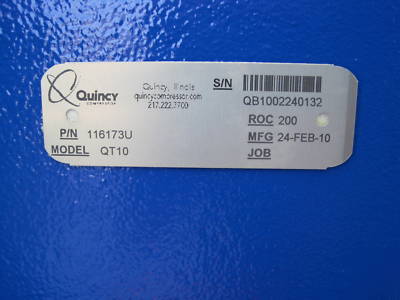 Quincy
COMPRESSOR
Quincy, Illinois
quincycompressor.com
217.222.7700
S/N
QB1002240132
P/N 116173U
MODEL QT10
ROC 200
MFG 24-FEB-10
JOB